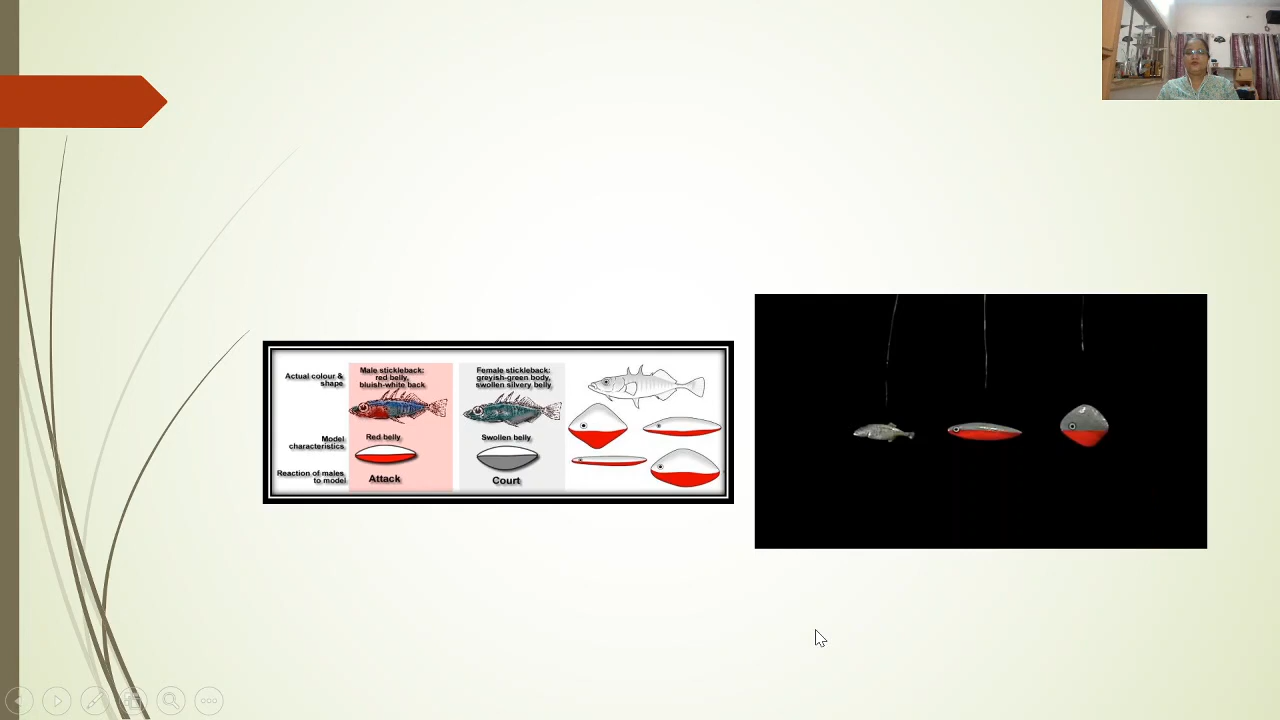 Actual colour &
shape
Male stickleback:
red belly,
bluish-white back
Female stickleback:
greyish-green body,
swollen silvery belly
Model
characteristics
Red belly
Swollen belly
Reaction of males
to model
Attack
Court